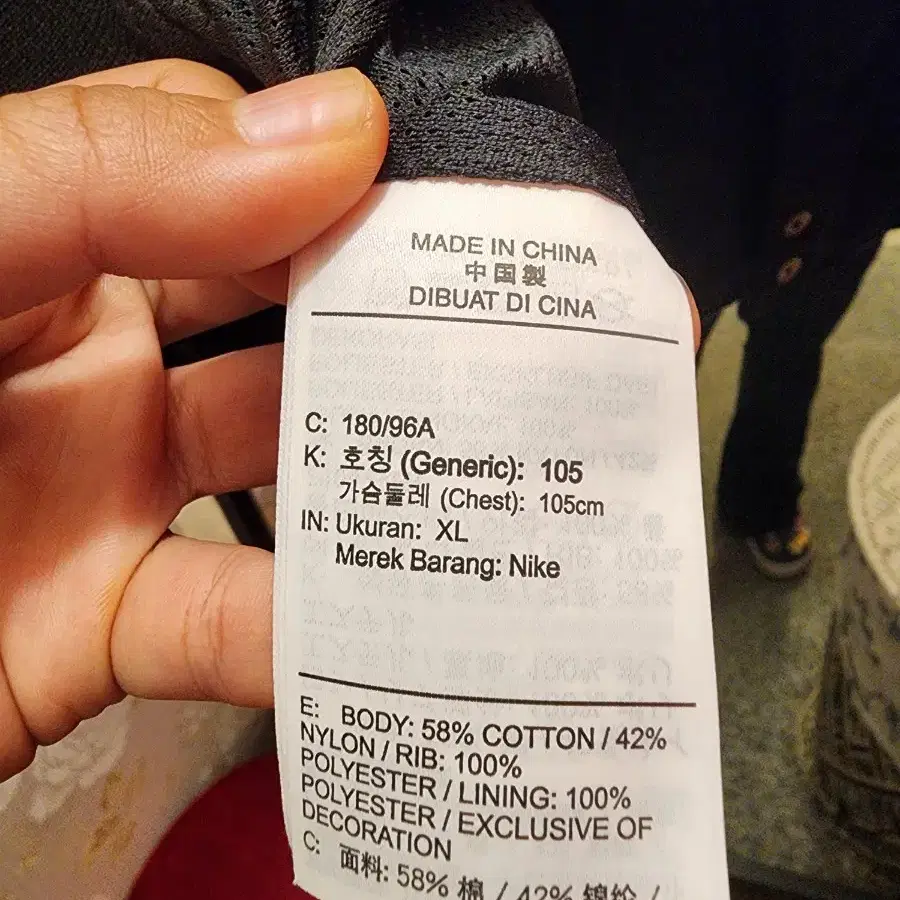 MADE IN CHINA
中国製
DIBUAT DI CINA
C: 180/96A
K: 호칭 (Generic): 105
가슴둘레 (Chest): 105cm
IN: Ukuran: XL
Merek Barang: Nike
E: BODY: 58% COTTON / 42%
NYLON / RIB: 100%
POLYESTER / LINING: 100%
POLYESTER / EXCLUSIVE OF
DECORATION
C: 面料: 58% 棉 / 42% 锦纶 /